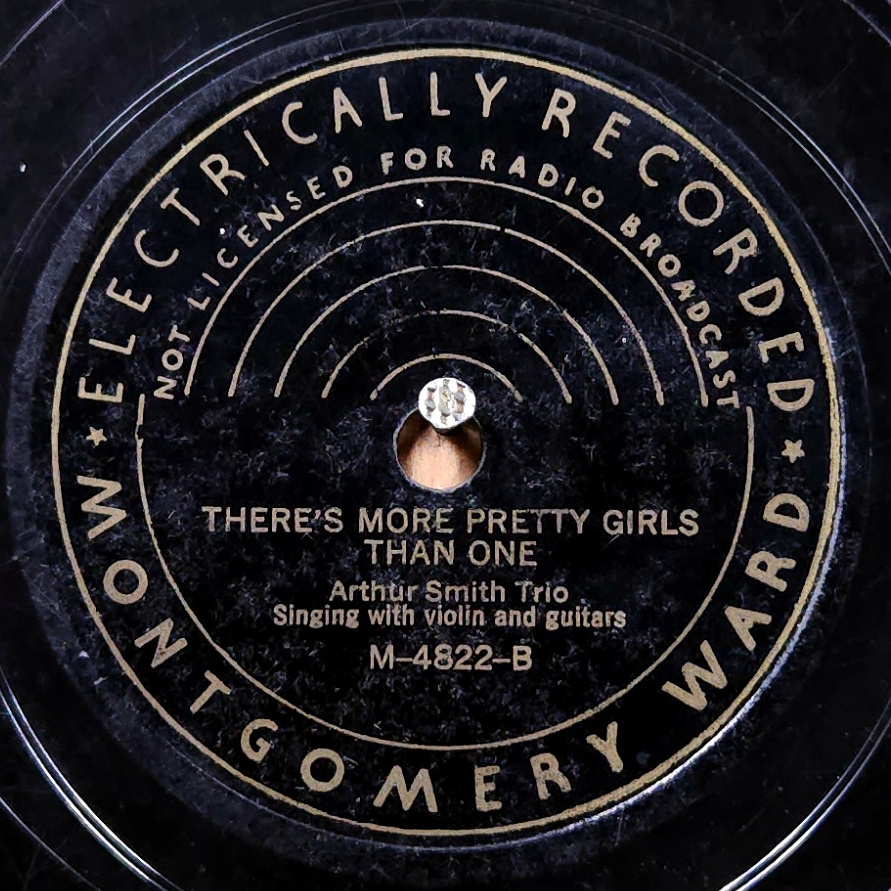 ELECTRICALLY RECORDED
NOT LICENSED FOR RADIO BROADCAST
THERE'S MORE PRETTY GIRLS
THAN ONE
Arthur Smith Trio
Singing with violin and guitars
M-4822-B
MONTGOMERY WARD